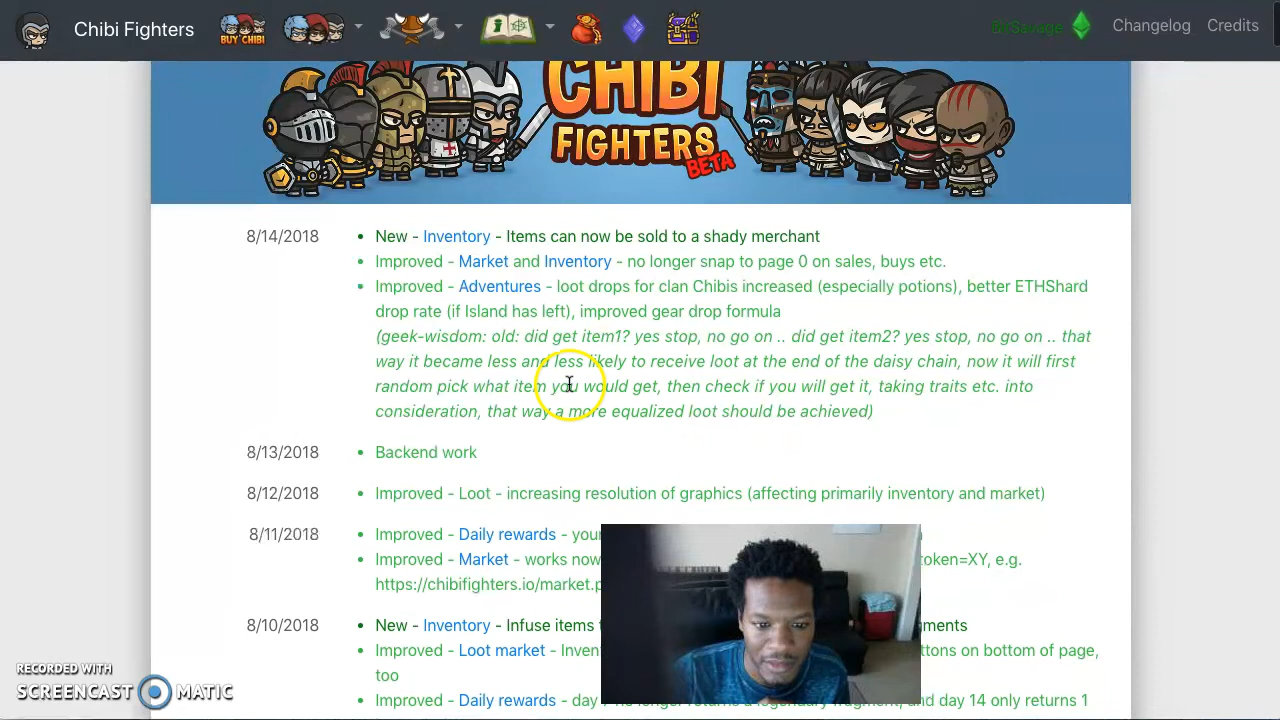 Chibi Fighters
BUY CHIBI
Changelog Credits
CHIBI
FIGHTERS
BETA
8/14/2018
New - Inventory - Items can now be sold to a shady merchant
Improved - Market and Inventory - no longer snap to page 0 on sales, buys etc.
Improved - Adventures - loot drops for clan Chibis increased (especially potions), better ETHShard
drop rate (if Island has left), improved gear drop formula
(geek-wisdom: old: did get item1? yes stop, no go on .. did get item2? yes stop, no go on .. that
way it became less and less likely to receive loot at the end of the daisy chain, now it will first
random pick what item you would get, then check if you will get it, taking traits etc. into
consideration, that way a more equalized loot should be achieved)
8/13/2018
Backend work
8/12/2018
Improved - Loot - increasing resolution of graphics (affecting primarily inventory and market)
8/11/2018
Improved - Daily rewards - your
Improved - Market - works now token=XY, e.g.
https://chibifighters.io/market.p
8/10/2018
New - Inventory - Infuse items
Improved - Loot market - Inven ttons on bottom of page,
too
Improved - Daily rewards - day and day 14 only returns 1
RECORDED WITH
SCREENCAST MATIC